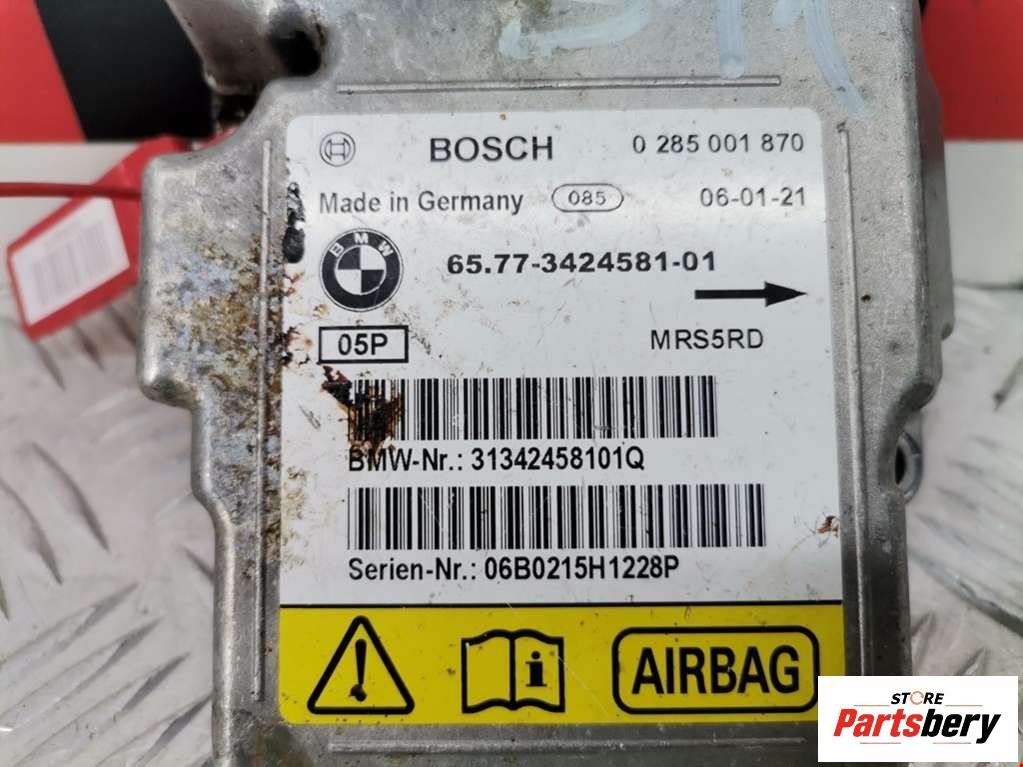 BOSCH 0 285 001 870
Made in Germany 085 06-01-21
BMW 65.77-3424581-01
05P MRS5RD
BMW-Nr.: 31342458101Q
Serien-Nr.: 06B0215H1228P
AIRBAG
STORE
Partsbery